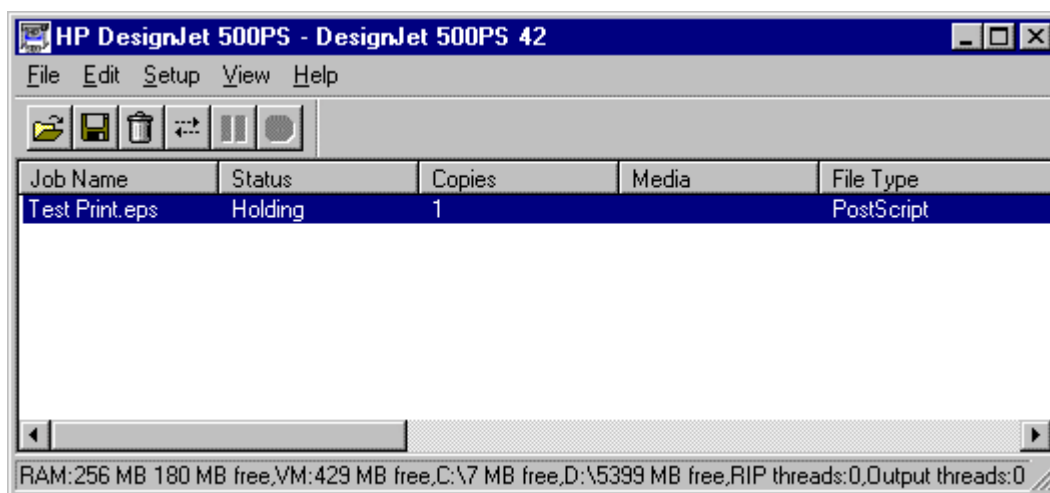 HP DesignJet 500PS - DesignJet 500PS 42
File Edit Setup View Help
Job Name Status Copies Media File Type
Test Print.eps Holding 1 PostScript
RAM:256 MB 180 MB free,VM:429 MB free,C:\7 MB free,D:\5399 MB free,RIP threads:0,Output threads:0